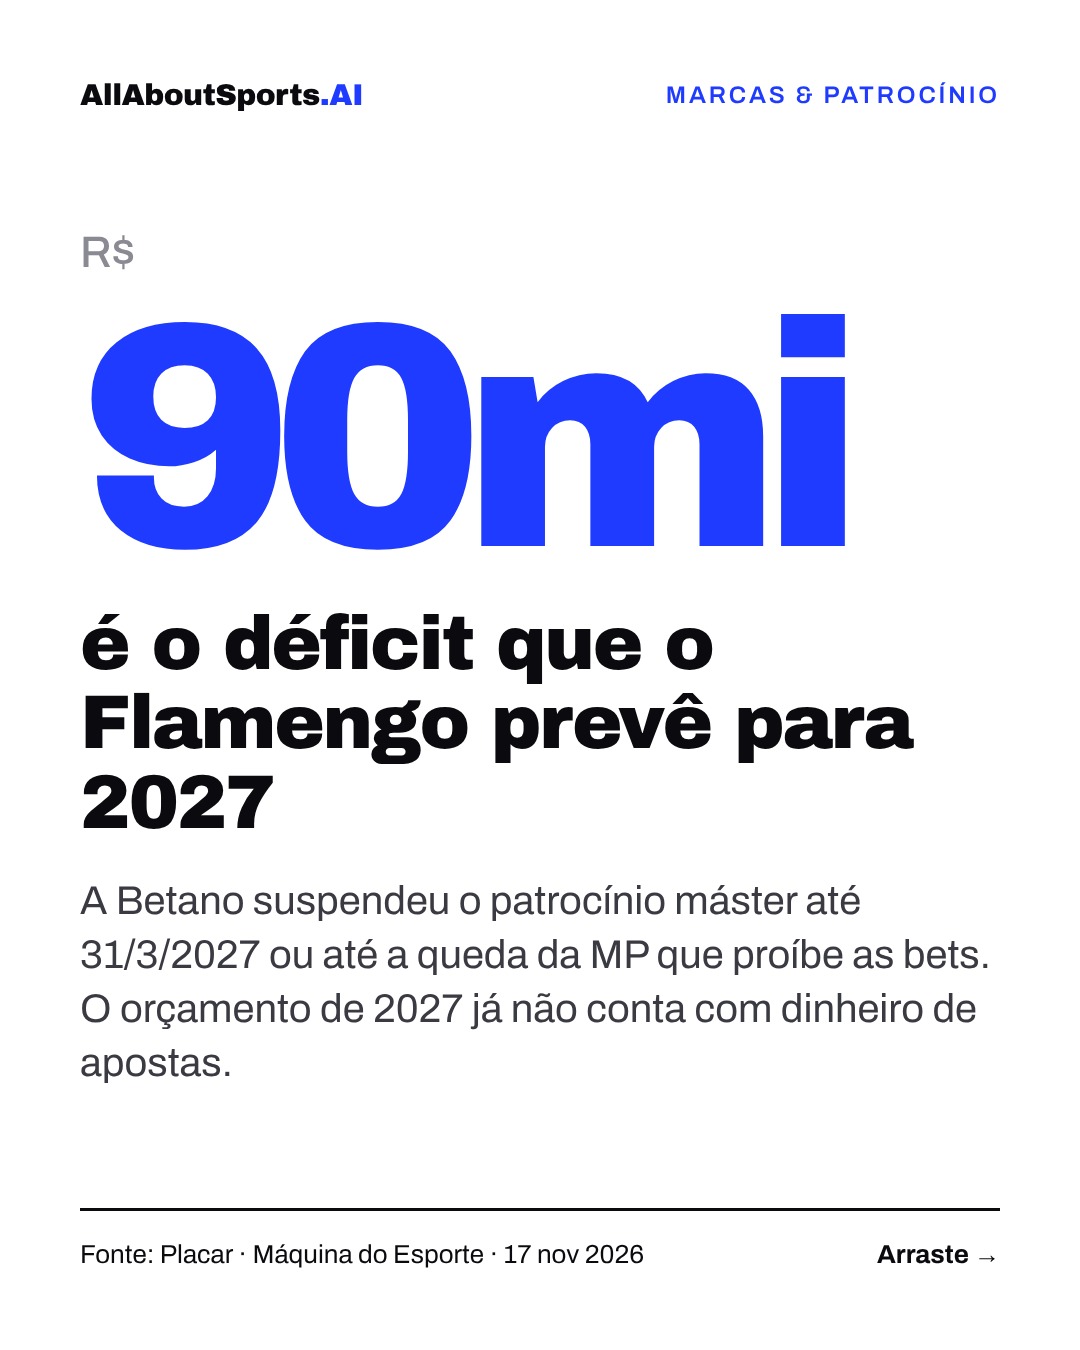 AllAboutSports.AI
MARCAS & PATROCÍNIO
R$
90mi
é o déficit que o
Flamengo prevê para
2027
A Betano suspendeu o patrocínio máster até
31/3/2027 ou até a queda da MP que proíbe as bets.
O orçamento de 2027 já não conta com dinheiro de
apostas.
Fonte: Placar · Máquina do Esporte · 17 nov 2026
Arraste →